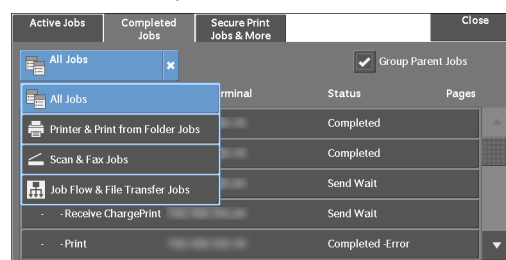 Active Jobs
Completed
Jobs
Secure Print
Jobs & More
Close
All Jobs
Group Parent Jobs
All Jobs
rminal Status Pages
Printer & Print from Folder Jobs
Completed
Scan & Fax Jobs
Completed
Job Flow & File Transfer Jobs
Send Wait
- - Receive ChargePrint Send Wait
- - Print Completed -Error